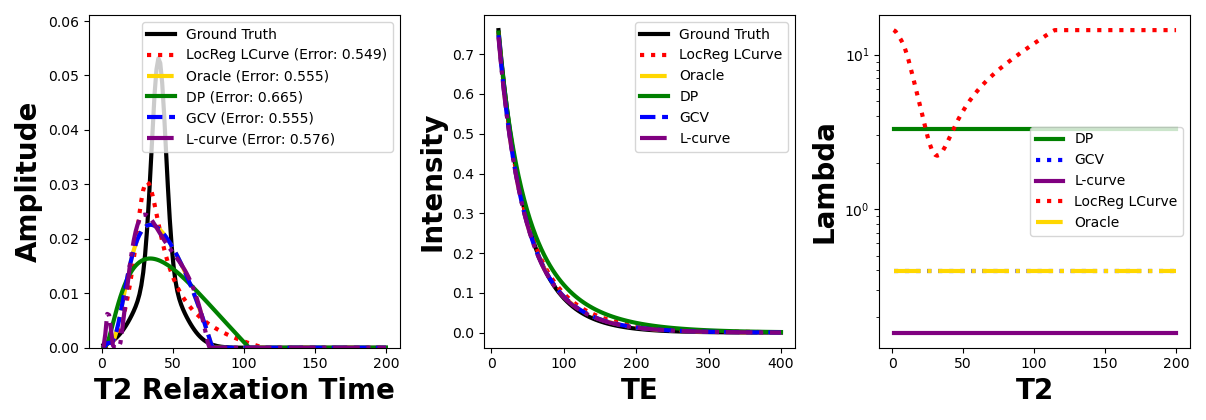 Amplitude
0.06
0.05
0.04
0.03
0.02
0.01
0.00
0
50
100
150
200
T2 Relaxation Time
Ground Truth
LocReg LCurve (Error: 0.549)
Oracle (Error: 0.555)
DP (Error: 0.665)
GCV (Error: 0.555)
L-curve (Error: 0.576)
Intensity
0.7
0.6
0.5
0.4
0.3
0.2
0.1
0.0
0
100
200
300
400
TE
Ground Truth
LocReg LCurve
Oracle
DP
GCV
L-curve
Lambda
10¹
10⁰
0
50
100
150
200
T2
DP
GCV
L-curve
LocReg LCurve
Oracle